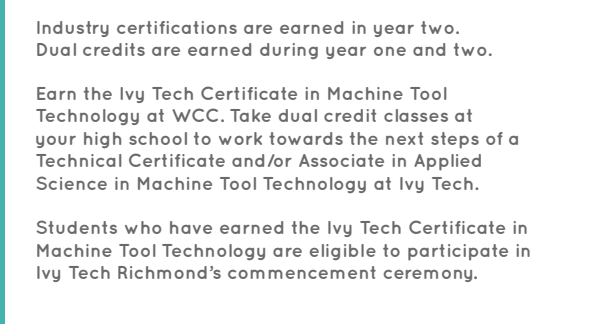 Industry certifications are earned in year two.
Dual credits are earned during year one and two.
Earn the Ivy Tech Certificate in Machine Tool
Technology at WCC. Take dual credit classes at
your high school to work towards the next steps of a
Technical Certificate and/or Associate in Applied
Science in Machine Tool Technology at Ivy Tech.
Students who have earned the Ivy Tech Certificate in
Machine Tool Technology are eligible to participate in
Ivy Tech Richmond’s commencement ceremony.